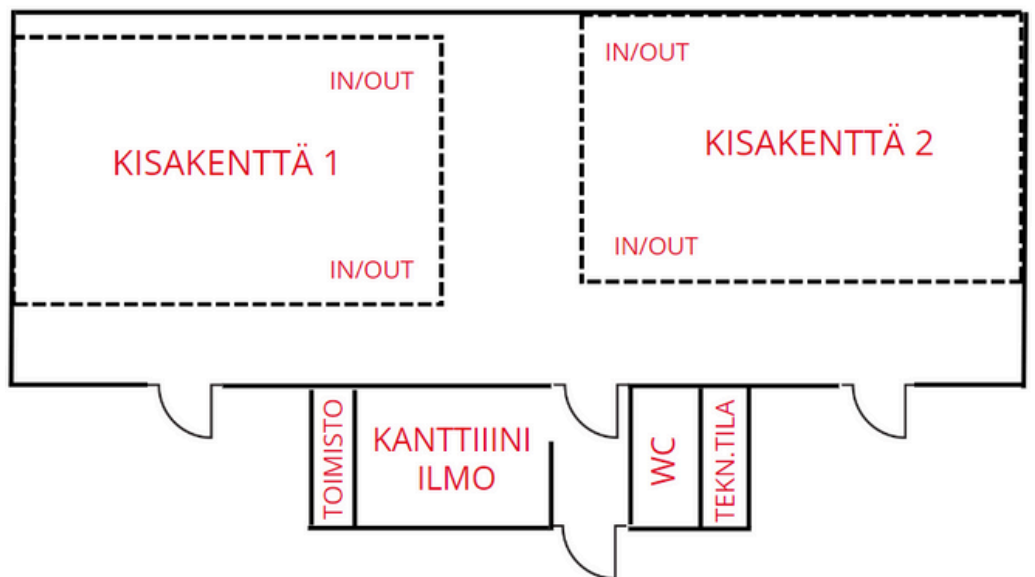 IN/OUT
IN/OUT
KISAKENTTÄ 1
KISAKENTTÄ 2
IN/OUT
IN/OUT
TOIMISTO
KANTTIIINI
ILMO
WC
TEKN.TILA